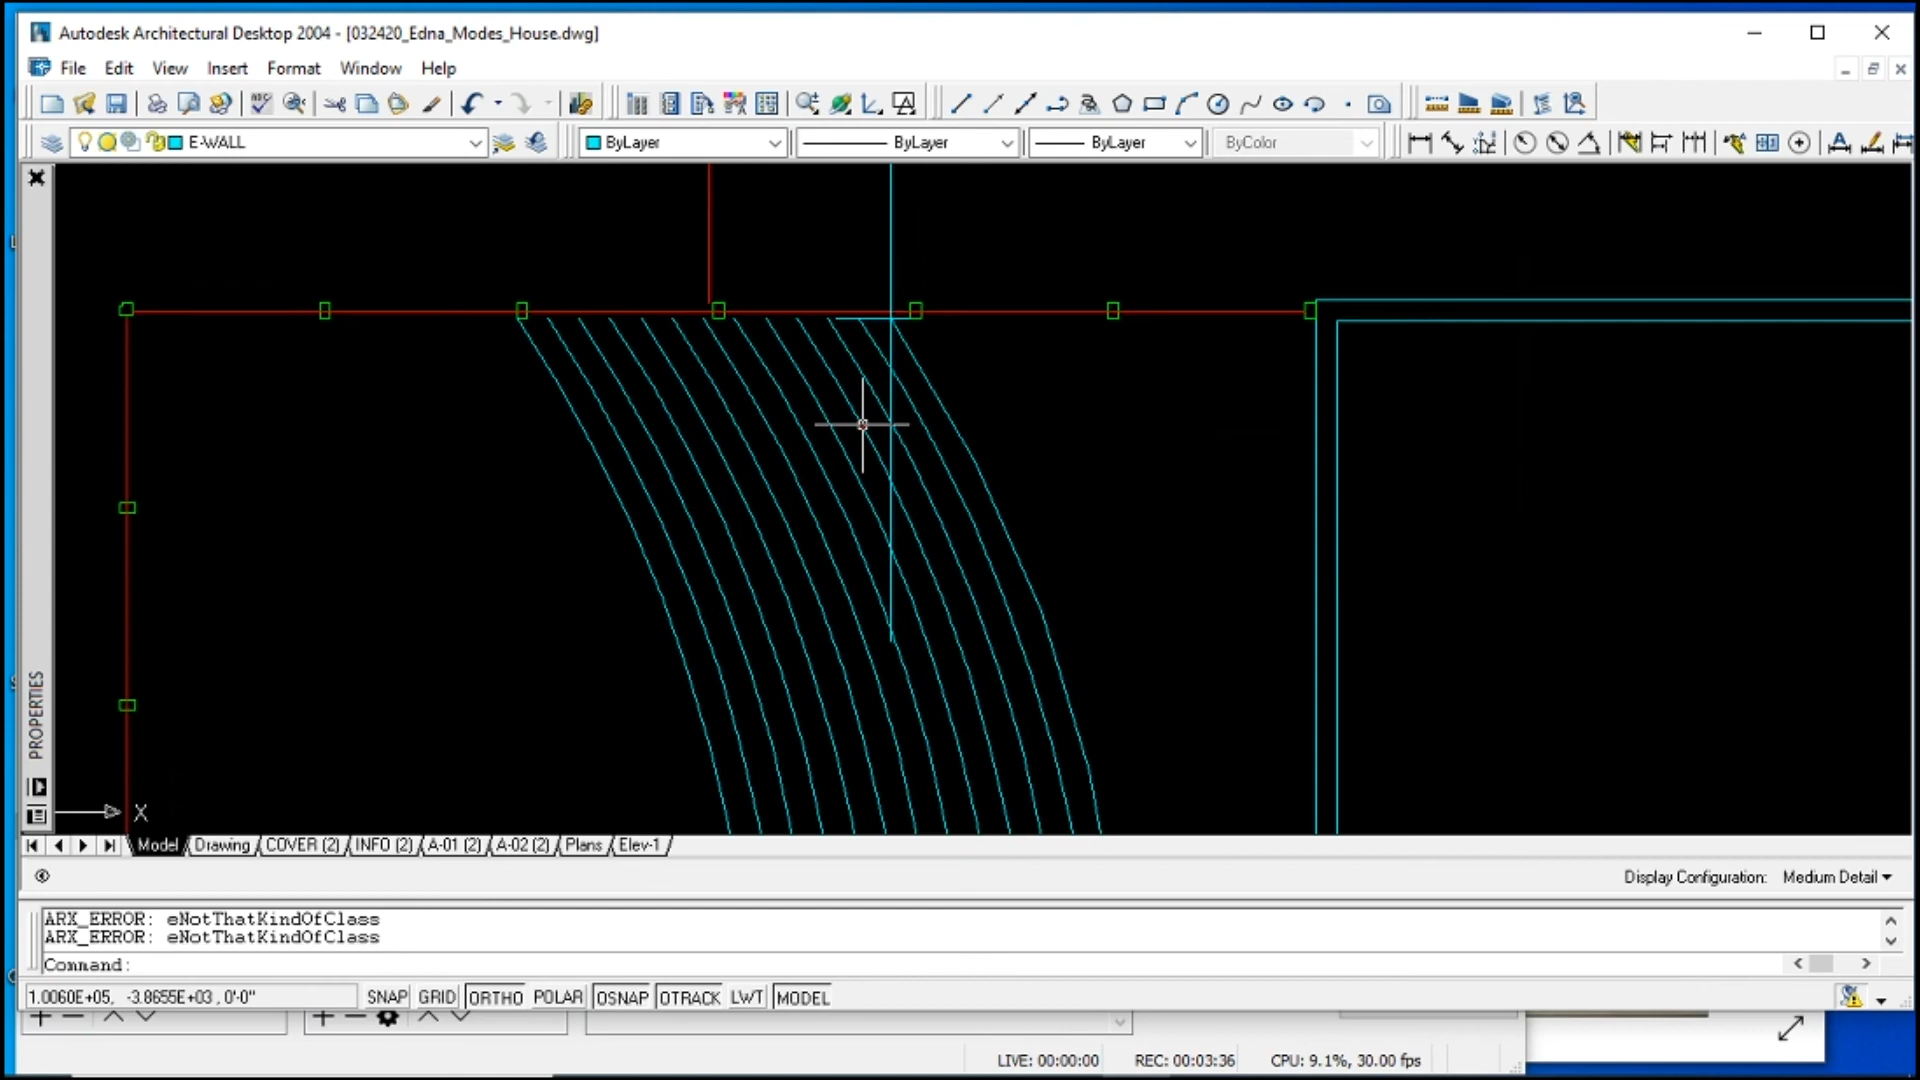 Autodesk Architectural Desktop 2004 - [032420_Edna_Modes_House.dwg]
File Edit View Insert Format Window Help
E-WALL ByLayer ByLayer ByLayer ByColor
PROPERTIES
X
Model Drawing COVER (2) INFO (2) A-01 (2) A-02 (2) Plans Elev-1
Display Configuration: Medium Detail
ARX_ERROR: eNotThatKindOfClass
ARX_ERROR: eNotThatKindOfClass
Command:
1.0060E+05, -3.8655E+03 , 0'-0" SNAP GRID ORTHO POLAR OSNAP OTRACK LWT MODEL
LIVE: 00:00:00 REC: 00:03:36 CPU: 9.1%, 30.00 fps